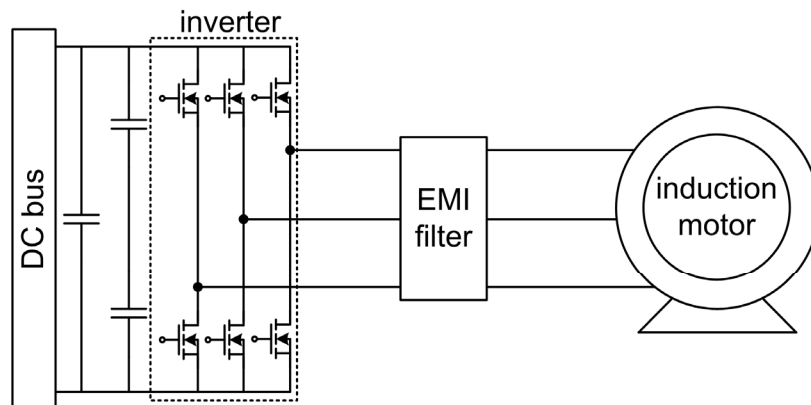 inverter
DC bus
EMI
filter
induction
motor